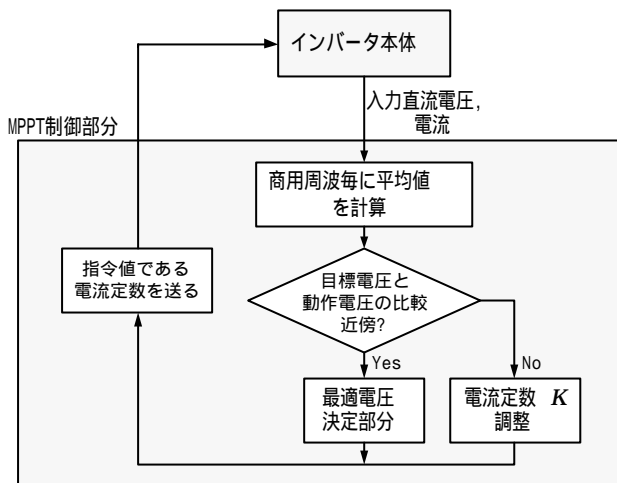 インバータ本体
入力直流電圧,
電流
MPPT制御部分
商用周波毎に平均値
を計算
指令値である
電流定数を送る
目標電圧と
動作電圧の比較
近傍?
Yes
No
最適電圧
決定部分
電流定数 K
調整